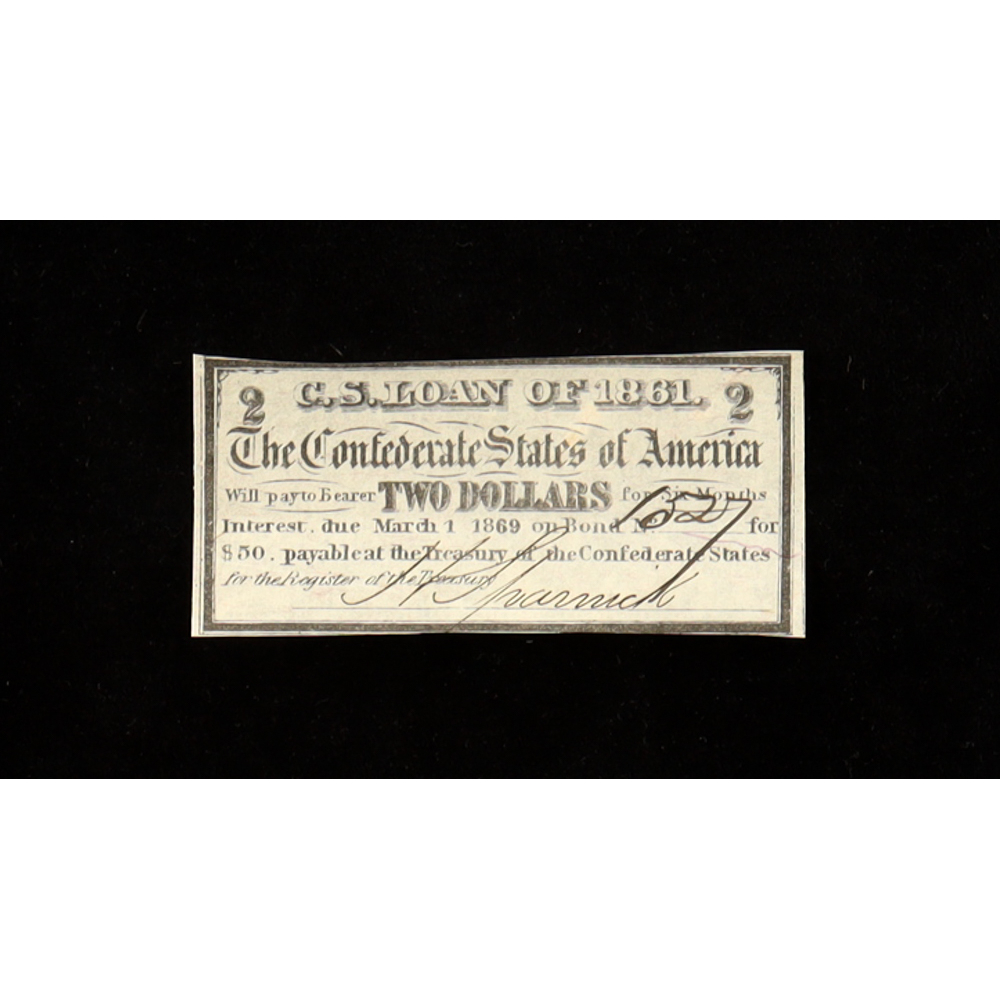 2 C. S. LOAN OF 1861. 2
The Confederate States of America
Will pay to Bearer TWO DOLLARS for Six Months
Interest, due March 1 1869 on Bond No. 1527 for
$50. payable at the Treasury of the Confederate States
for the Register of the Treasury